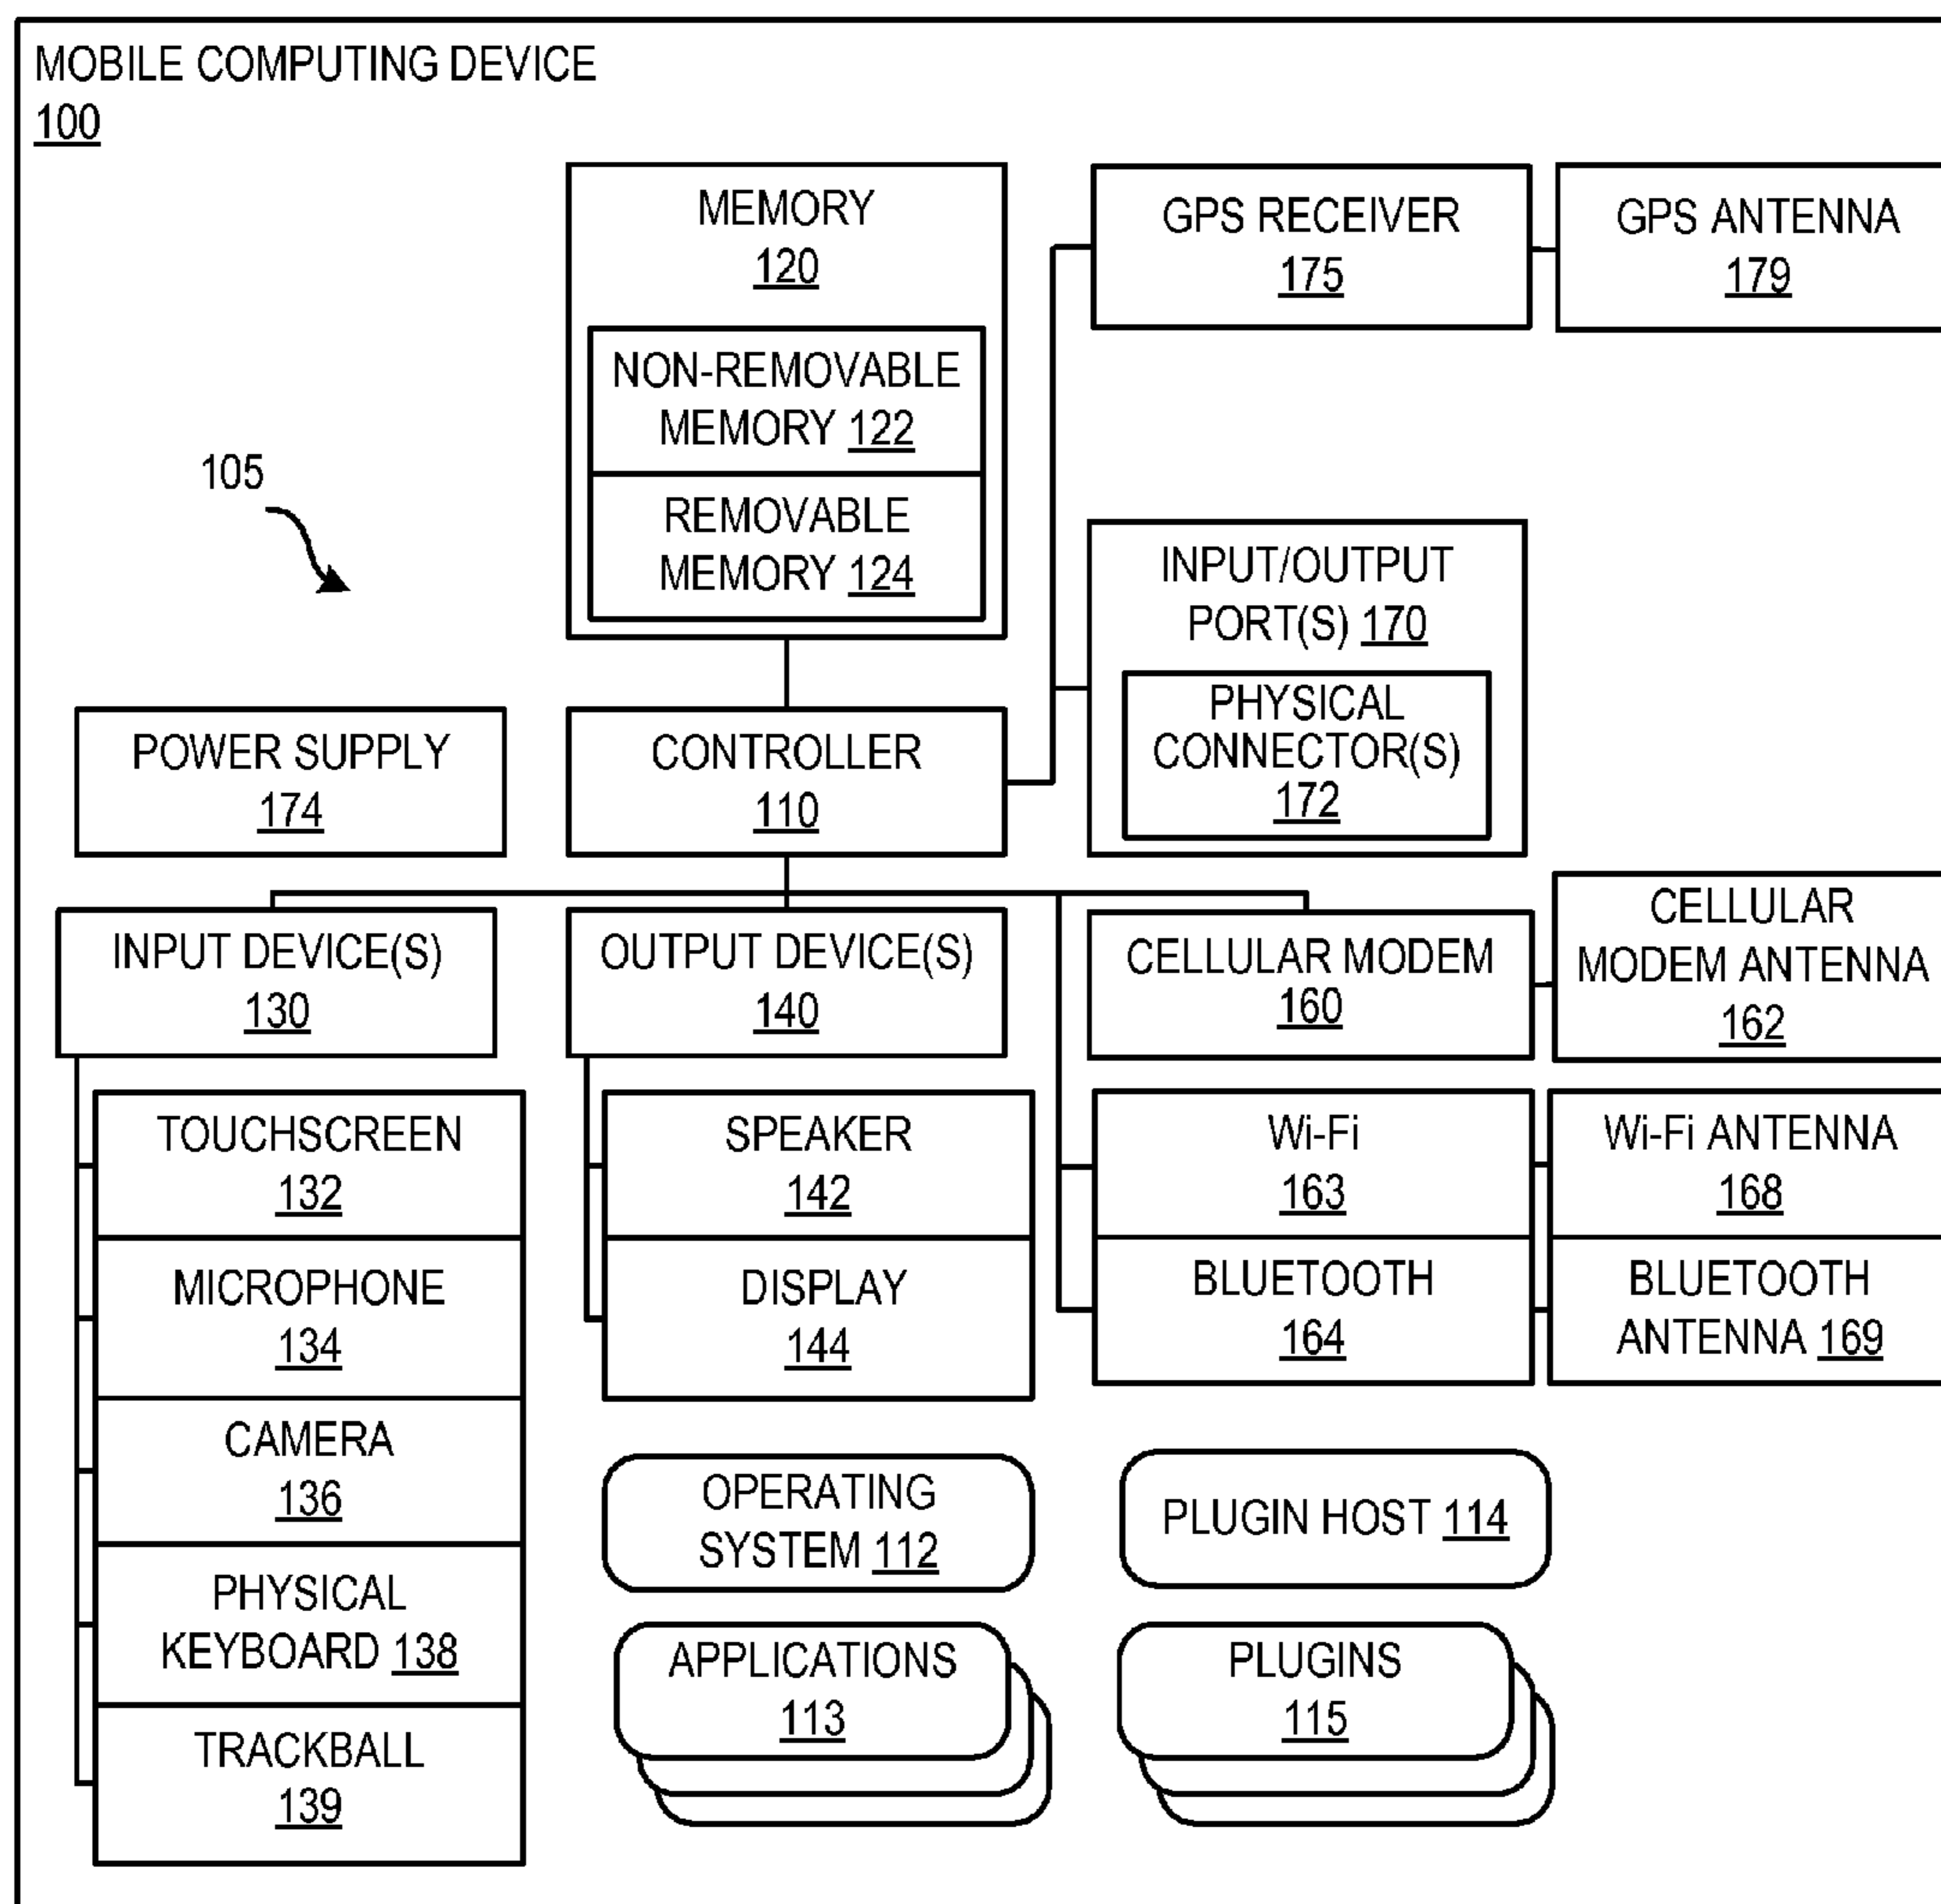 MOBILE COMPUTING DEVICE
100
MEMORY
120
NON-REMOVABLE
MEMORY 122
REMOVABLE
MEMORY 124
GPS RECEIVER
175
GPS ANTENNA
179
105
INPUT/OUTPUT
PORT(S) 170
PHYSICAL
CONNECTOR(S)
172
POWER SUPPLY
174
CONTROLLER
110
INPUT DEVICE(S)
130
OUTPUT DEVICE(S)
140
CELLULAR MODEM
160
CELLULAR
MODEM ANTENNA
162
TOUCHSCREEN
132
MICROPHONE
134
CAMERA
136
PHYSICAL
KEYBOARD 138
TRACKBALL
139
SPEAKER
142
DISPLAY
144
Wi-Fi
163
BLUETOOTH
164
Wi-Fi ANTENNA
168
BLUETOOTH
ANTENNA 169
OPERATING
SYSTEM 112
PLUGIN HOST 114
APPLICATIONS
113
PLUGINS
115